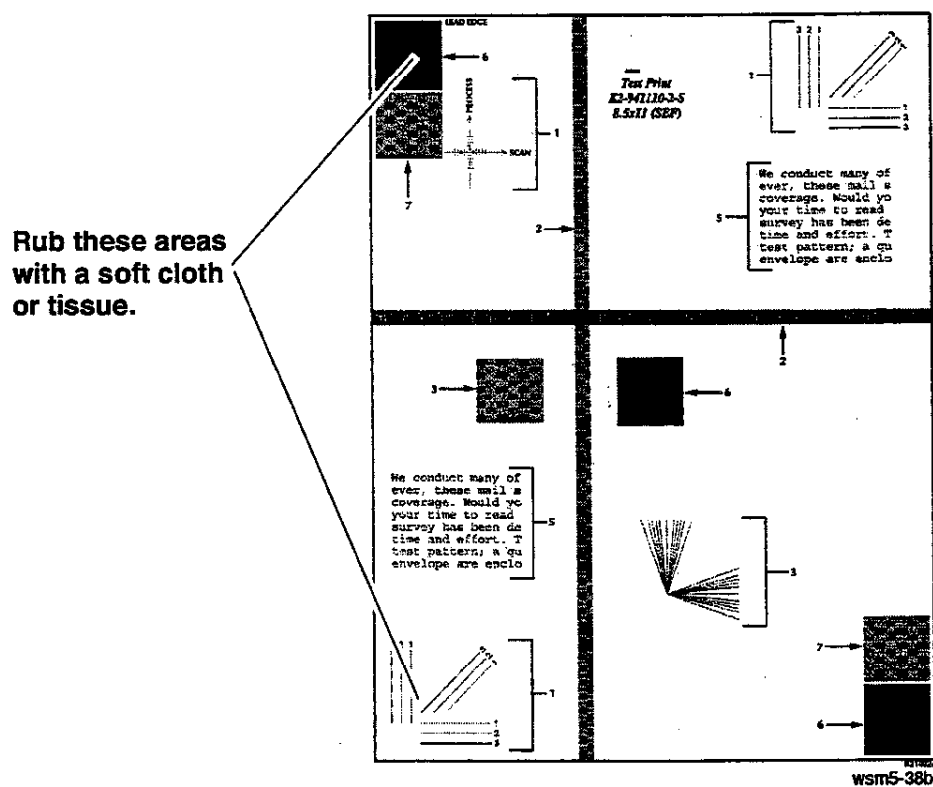 LEAD EDGE
6
PROCESS
1
SCAN
7
Test Print
K2-941110-2-S
8.5x11 (SEF)
3 2 1
1
1
2
3
We conduct many of
ever, these mail s
coverage. Would yo
your time to read
survey has been de
time and effort. T
test pattern; a qu
envelope are enclo
5
2
Rub these areas
with a soft cloth
or tissue.
2
3
6
We conduct many of
ever, these mail s
coverage. Would yo
your time to read
survey has been de
time and effort. T
test pattern; a qu
envelope are enclo
5
3
7
6
1
1
2
3
wsm5-38b